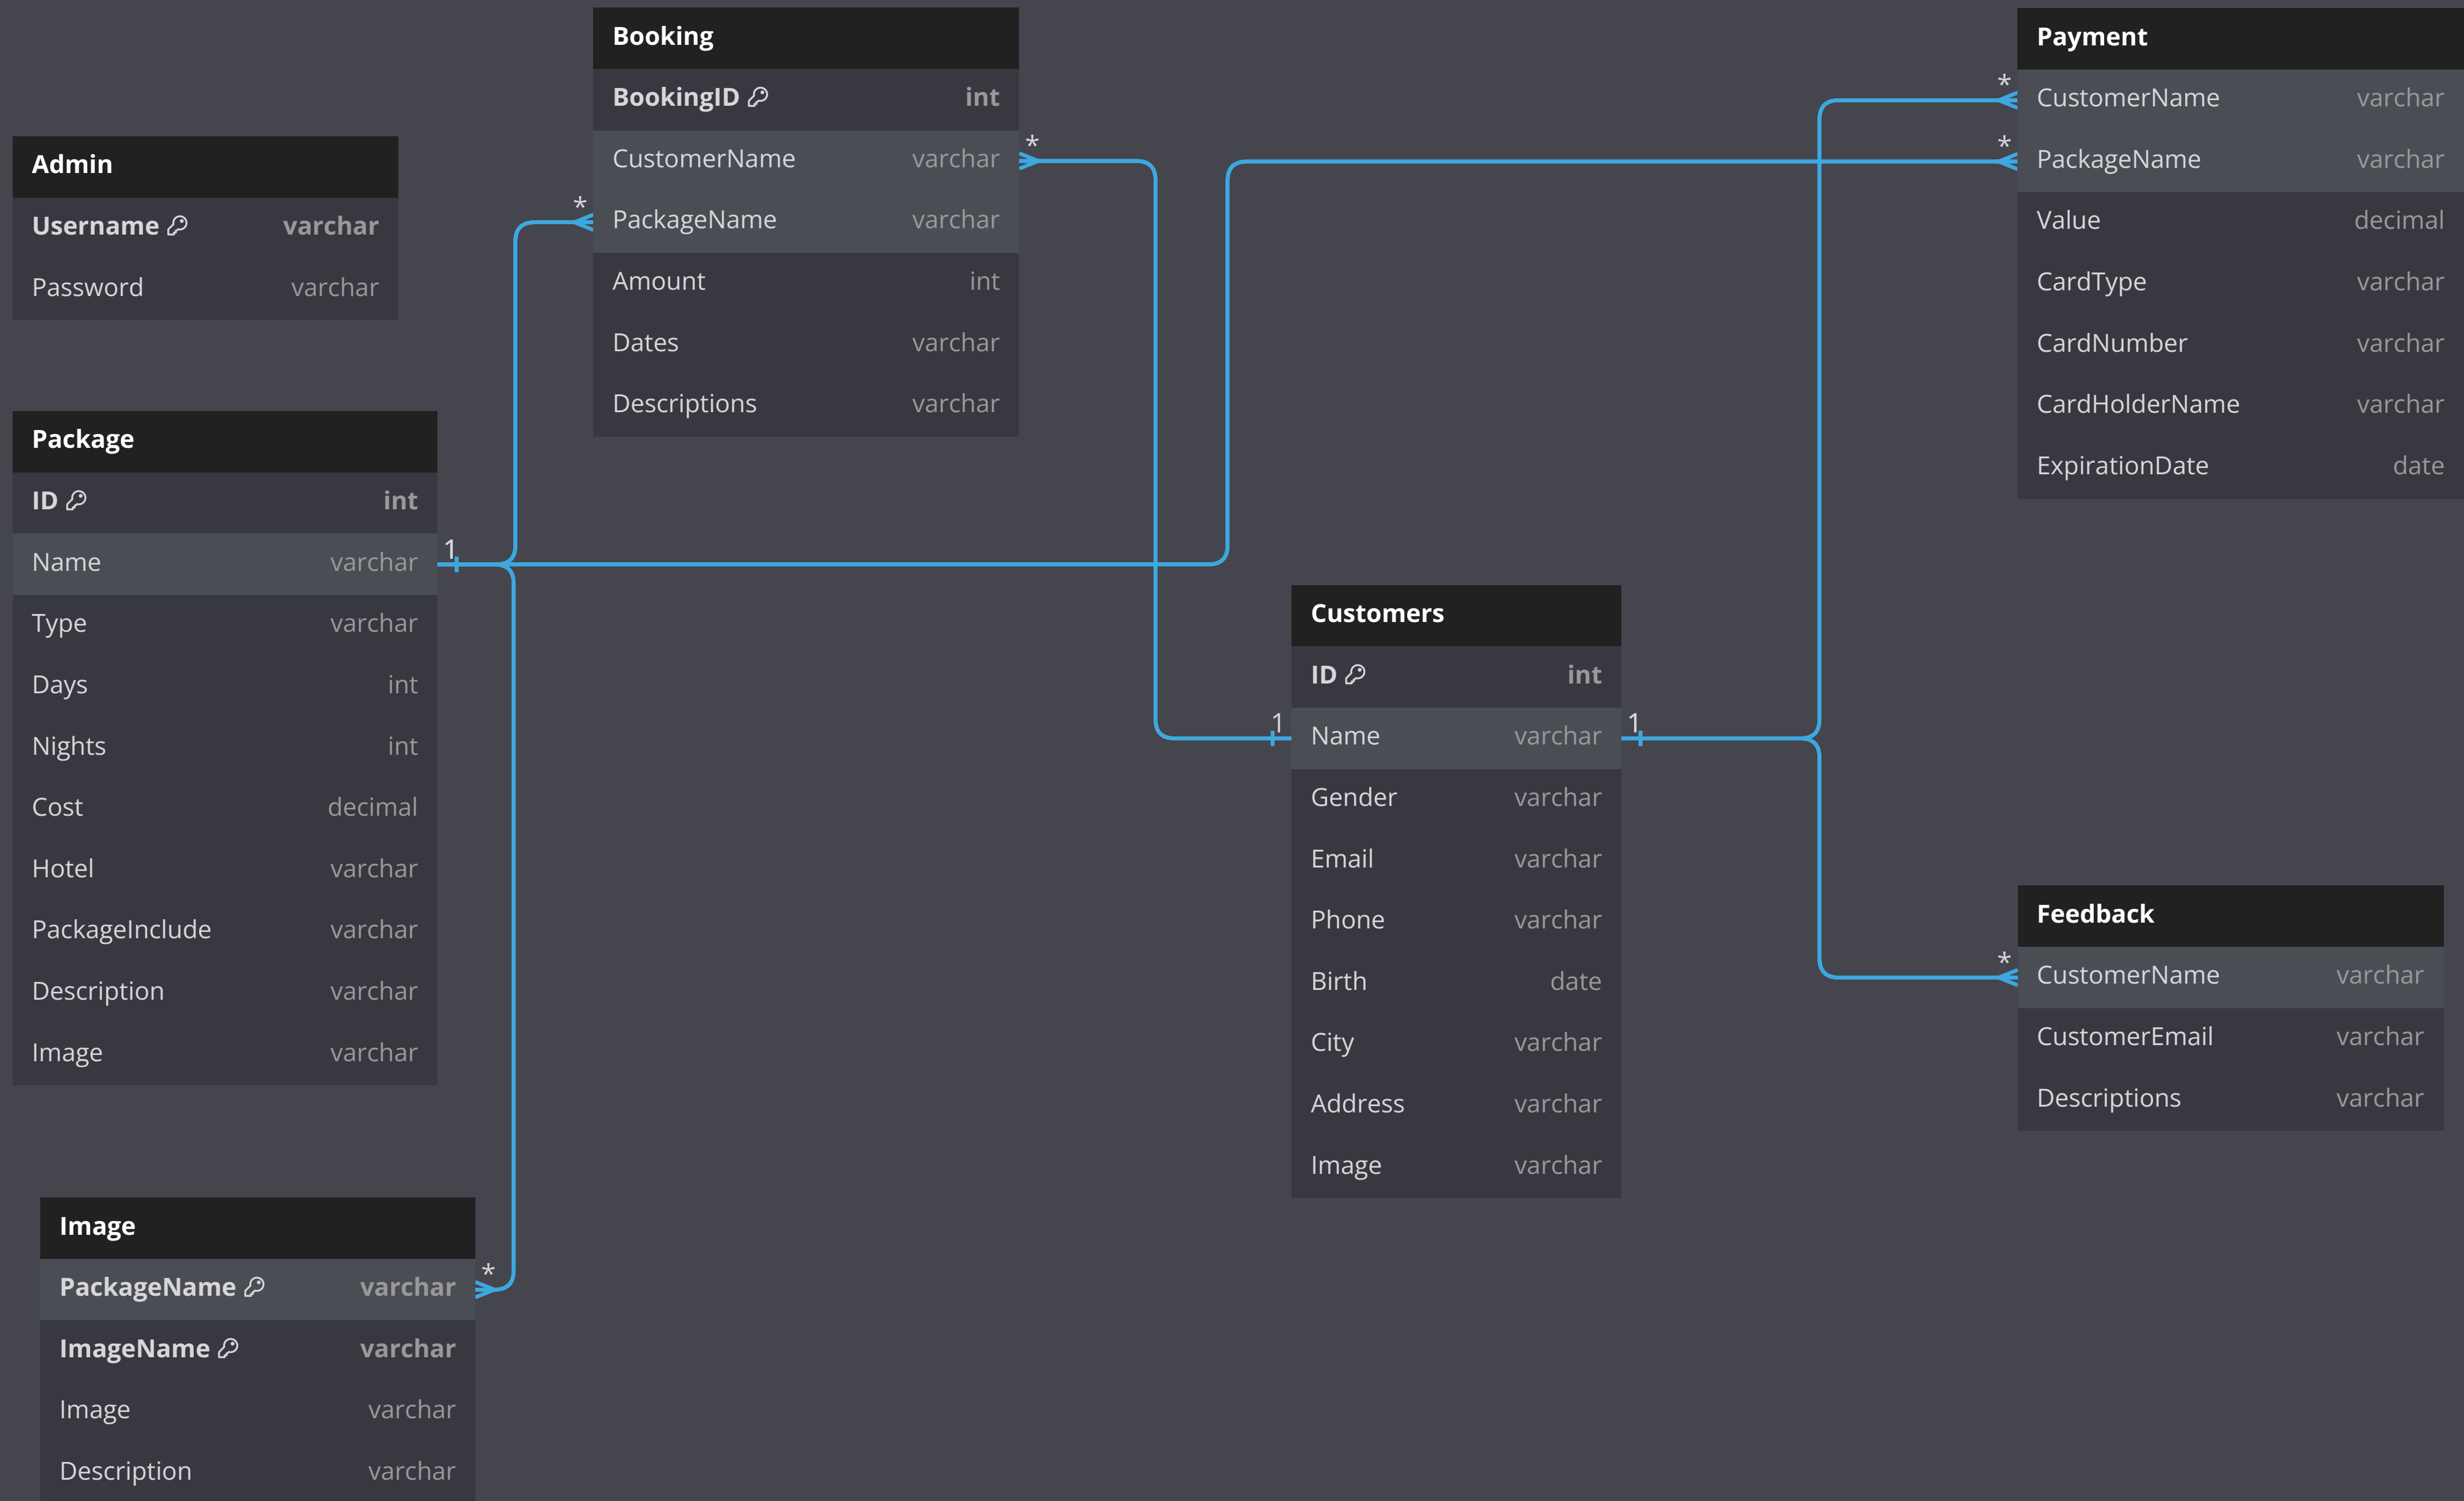 Admin
Username varchar
Password varchar
Package
ID int
Name varchar
Type varchar
Days int
Nights int
Cost decimal
Hotel varchar
PackageInclude varchar
Description varchar
Image varchar
1
Image
PackageName varchar
*
ImageName varchar
Image varchar
Description varchar
Booking
BookingID int
CustomerName varchar
*
*
PackageName varchar
Amount int
Dates varchar
Descriptions varchar
Customers
ID int
1
Name varchar
1
Gender varchar
Email varchar
Phone varchar
Birth date
City varchar
Address varchar
Image varchar
Payment
*
CustomerName varchar
*
PackageName varchar
Value decimal
CardType varchar
CardNumber varchar
CardHolderName varchar
ExpirationDate date
Feedback
*
CustomerName varchar
CustomerEmail varchar
Descriptions varchar